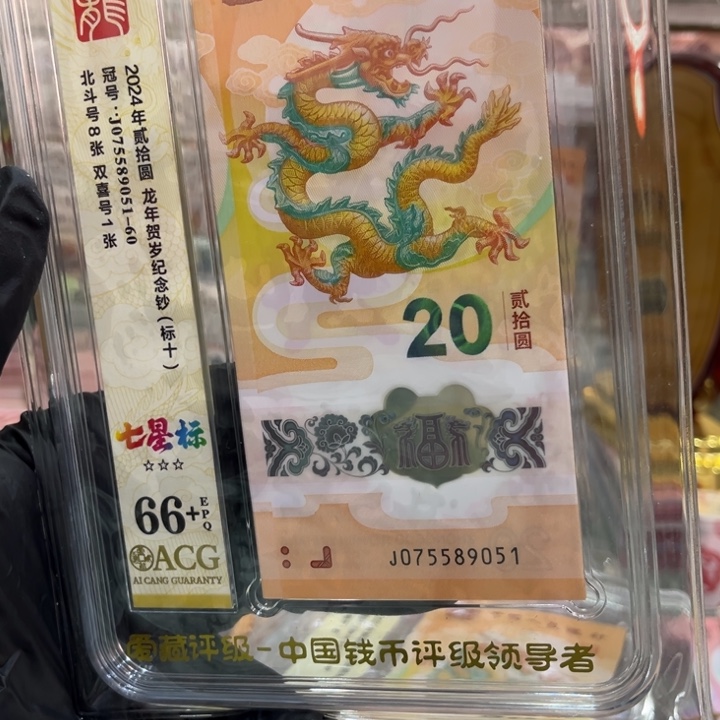 龍
2024年贰拾圆 龙年贺岁纪念钞(标十)
冠号:J075589051-60
北斗号8张 双喜号1张
七星标
☆☆☆
66+EPQ
ACG
AI CANG GUARANTY
20
贰拾圆
福
J075589051
爱藏评级-中国钱币评级领导者